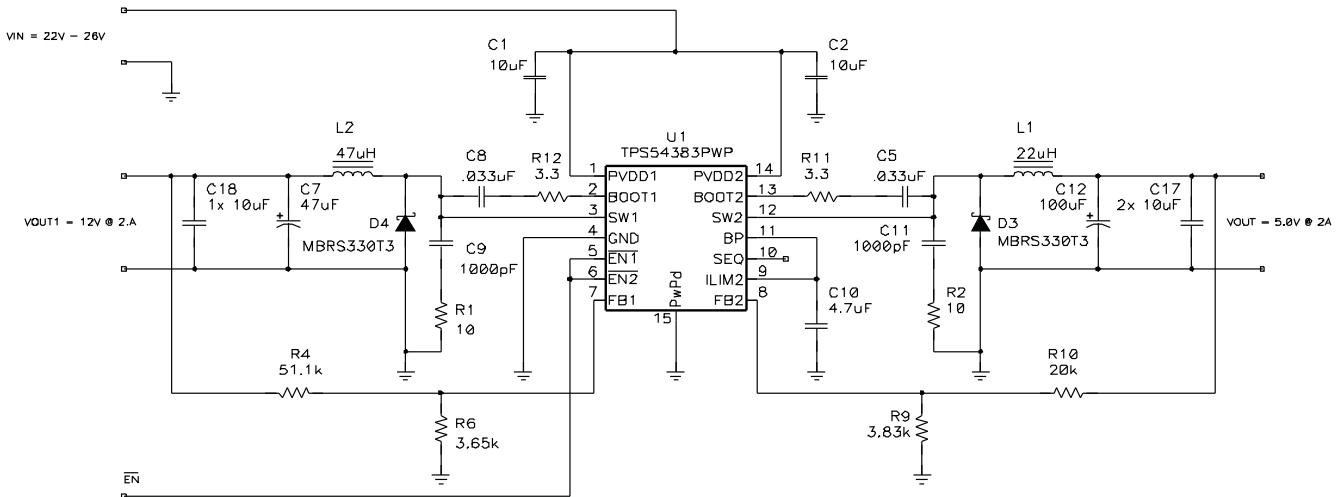 VIN = 22V - 26V
C1
10uF
C2
10uF
L2
47uH
C8
.033uF
R12
3.3
U1
TPS54383PWP
R11
3.3
C5
.033uF
L1
22uH
C18
1x 10uF
C7
47uF
D4
MBRS330T3
VOUT1 = 12V @ 2.A
1 PVDD1
2 BOOT1
3 SW1
4 GND
5 EN1
6 EN2
7 FB1
PVDD2 14
BOOT2 13
SW2 12
BP 11
SEQ 10
ILIM2 9
FB2 8
PwPd
15
C9
1000pF
R1
10
C11
1000pF
R2
10
D3
MBRS330T3
C12
100uF
C17
2x 10uF
VOUT = 5.0V @ 2A
C10
4.7uF
R4
51.1k
R6
3.65k
R10
20k
R9
3.83k
EN